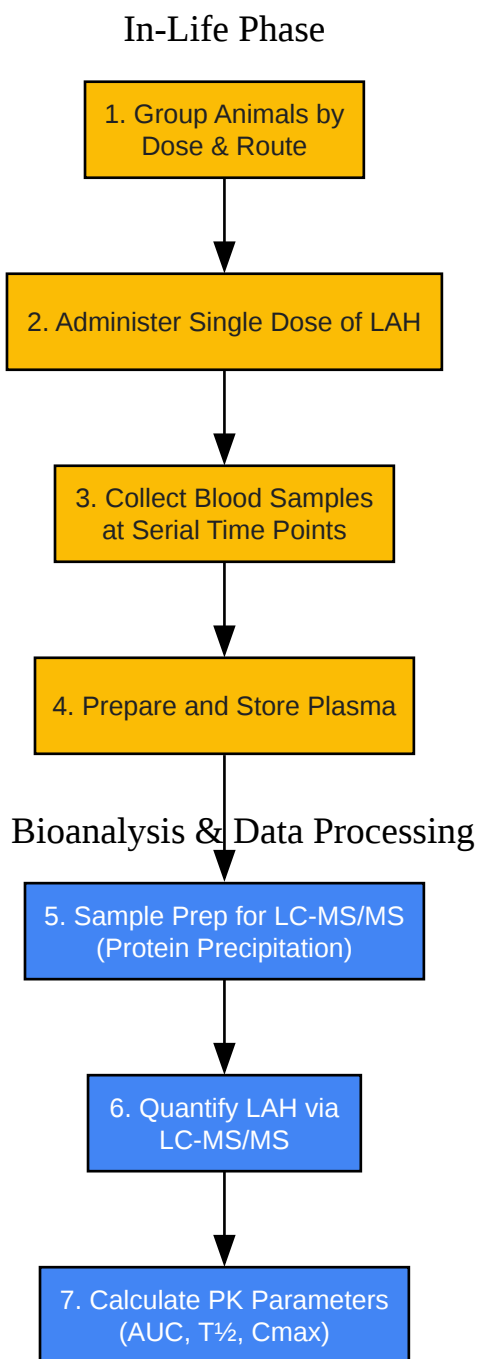 In-Life Phase
1. Group Animals by
Dose & Route
2. Administer Single Dose of LAH
3. Collect Blood Samples
at Serial Time Points
4. Prepare and Store Plasma
Bioanalysis & Data Processing
5. Sample Prep for LC-MS/MS
(Protein Precipitation)
6. Quantify LAH via
LC-MS/MS
7. Calculate PK Parameters
(AUC, T½, Cmax)